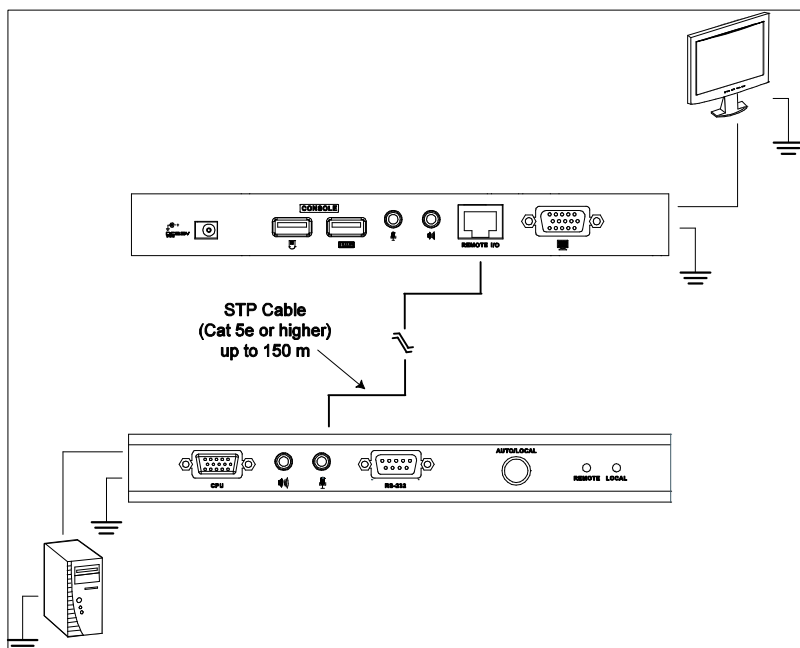 CONSOLE
REMOTE I/O
STP Cable
(Cat 5e or higher)
up to 150 m
AUTO/LOCAL
CPU
RS-232
REMOTE LOCAL